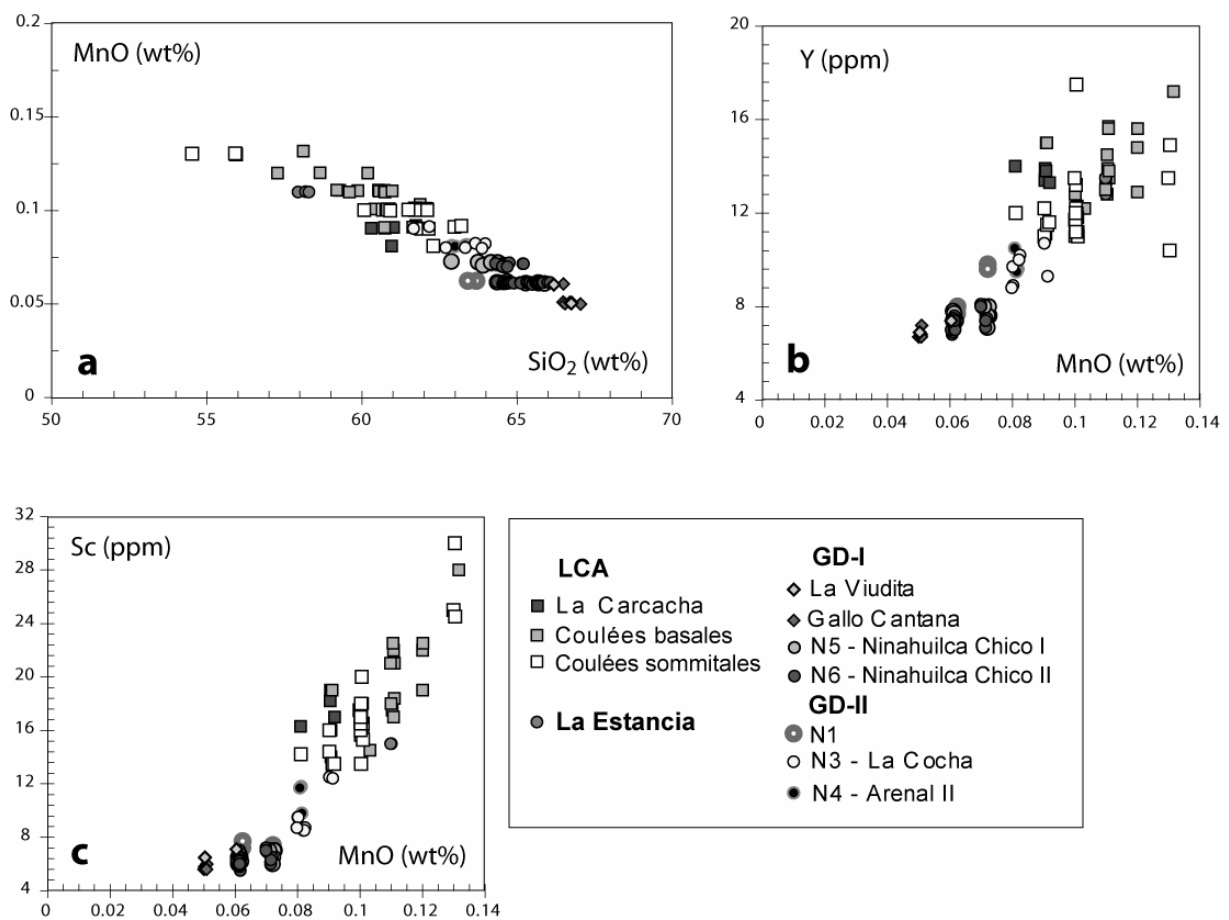 0.2
MnO (wt%)
0.15
0.1
0.05
a
SiO2 (wt%)
0
50 55 60 65 70
20
Y (ppm)
16
12
8
b
MnO (wt%)
4
0 0.02 0.04 0.06 0.08 0.1 0.12 0.14
32
Sc (ppm)
28
24
20
16
12
8
c
MnO (wt%)
4
0 0.02 0.04 0.06 0.08 0.1 0.12 0.14
LCA
La Carcacha
Coulées basales
Coulées sommitales
La Estancia
GD-I
La Viudita
Gallo Cantana
N5 - Ninahuilca Chico I
N6 - Ninahuilca Chico II
GD-II
N1
N3 - La Cocha
N4 - Arenal II